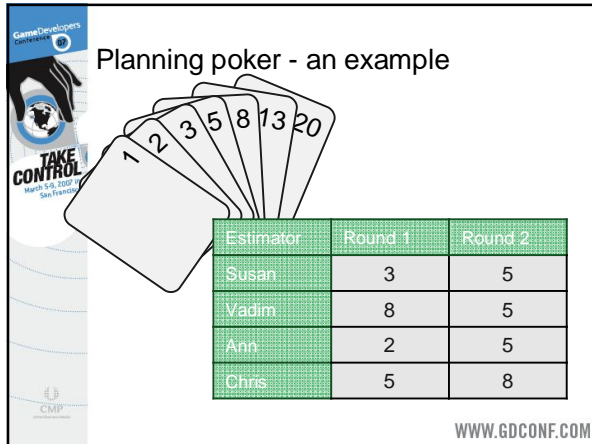 GameDevelopers
Conference 07
Planning poker - an example
1 2 3 5 8 13 20
TAKE
CONTROL
March 5-9, 2007 in
San Francisco
Estimator Round 1 Round 2
Susan 3 5
Vadim 8 5
Ann 2 5
Chris 5 8
CMP
WWW.GDCONF.COM